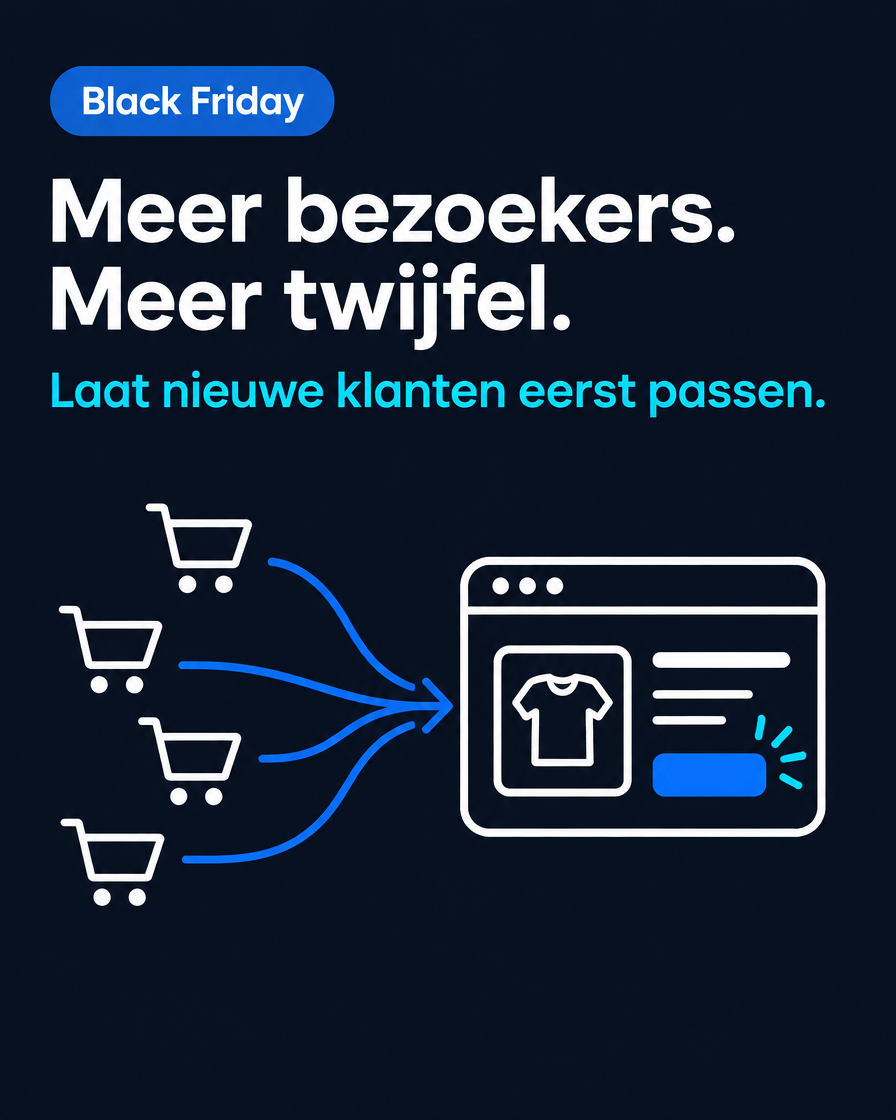 Black Friday
Meer bezoekers.
Meer twijfel.
Laat nieuwe klanten eerst passen.